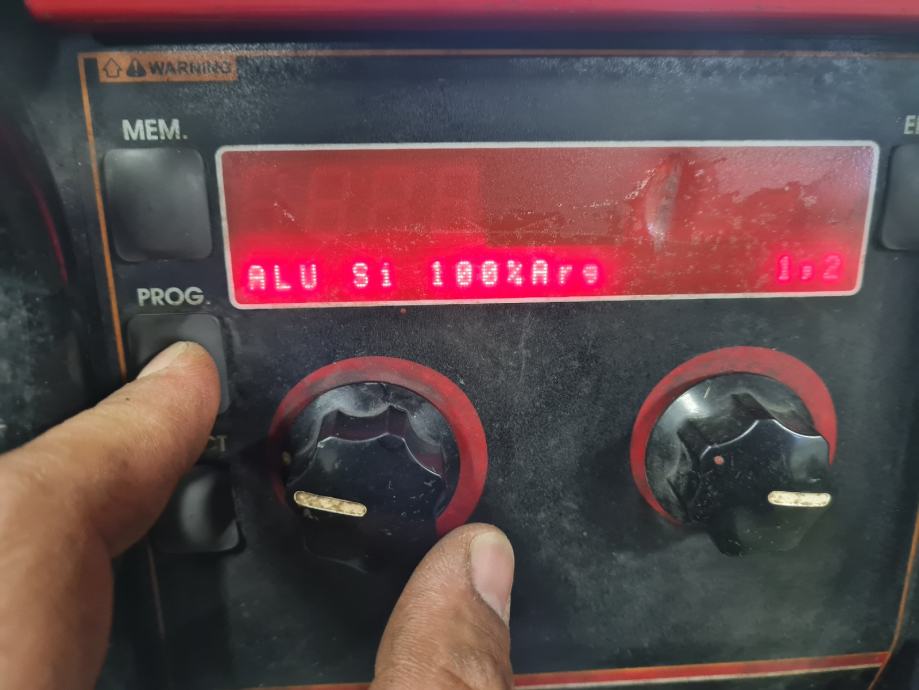 WARNING
MEM.
ALU Si 100%Arg 1,2
PROG.